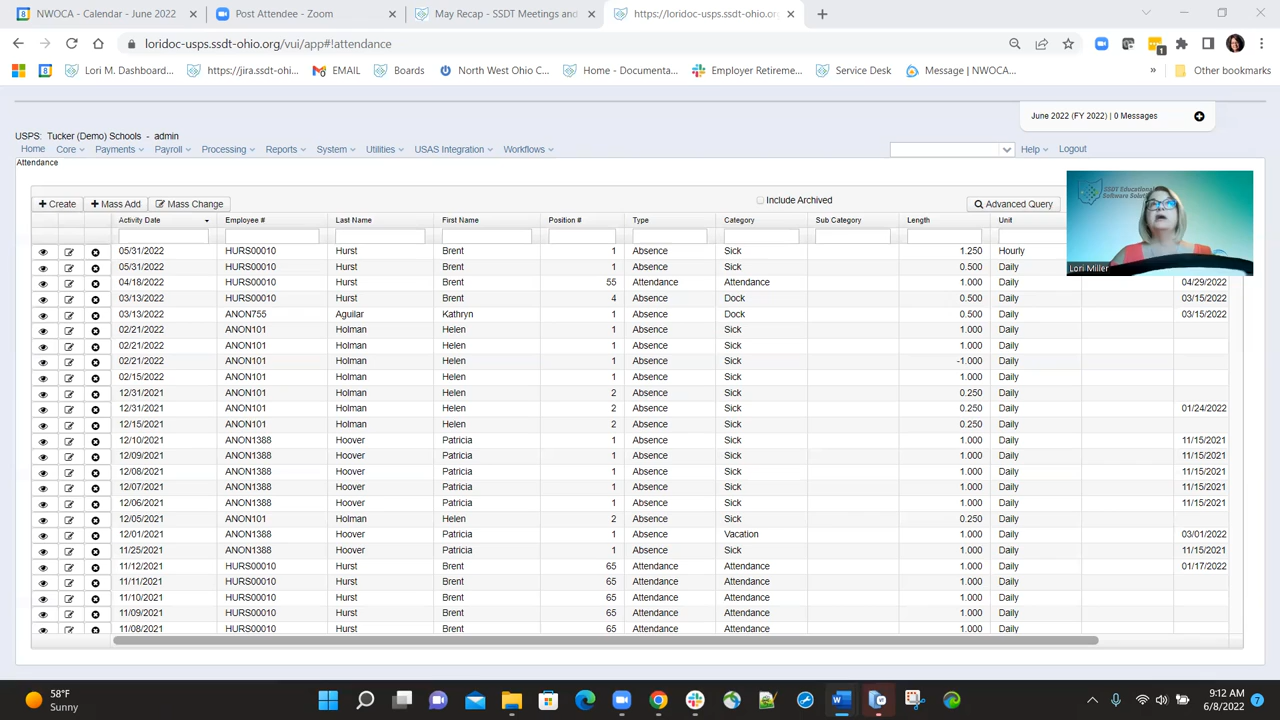 NWOCA - Calendar - June 2022
Post Attendee - Zoom
May Recap - SSDT Meetings and
https://loridoc-usps.ssdt-ohio.org
loridoc-usps.ssdt-ohio.org/vui/app#!attendance
Lori M. Dashboard...
https://jira.ssdt-ohi...
EMAIL
Boards
North West Ohio C...
Home - Documenta...
Employer Retireme...
Service Desk
Message | NWOCA...
»
Other bookmarks
June 2022 (FY 2022) | 0 Messages
USPS: Tucker (Demo) Schools - admin
Home Core Payments Payroll Processing Reports System Utilities USAS Integration Workflows Help Logout
Attendance
Create Mass Add Mass Change Include Archived Advanced Query
Activity Date Employee # Last Name First Name Position # Type Category Sub Category Length Unit
05/31/2022 HURS00010 Hurst Brent 1 Absence Sick 1.250 Hourly
05/31/2022 HURS00010 Hurst Brent 1 Absence Sick 0.500 Daily
04/18/2022 HURS00010 Hurst Brent 55 Attendance Attendance 1.000 Daily 04/29/2022
03/13/2022 HURS00010 Hurst Brent 4 Absence Dock 0.500 Daily 03/15/2022
03/13/2022 ANON755 Aguilar Kathryn 1 Absence Dock 0.500 Daily 03/15/2022
02/21/2022 ANON101 Holman Helen 1 Absence Sick 1.000 Daily
02/21/2022 ANON101 Holman Helen 1 Absence Sick 1.000 Daily
02/21/2022 ANON101 Holman Helen 1 Absence Sick -1.000 Daily
02/15/2022 ANON101 Holman Helen 1 Absence Sick 1.000 Daily
12/31/2021 ANON101 Holman Helen 2 Absence Sick 0.250 Daily
12/31/2021 ANON101 Holman Helen 2 Absence Sick 0.250 Daily 01/24/2022
12/15/2021 ANON101 Holman Helen 2 Absence Sick 0.250 Daily
12/10/2021 ANON1388 Hoover Patricia 1 Absence Sick 1.000 Daily 11/15/2021
12/09/2021 ANON1388 Hoover Patricia 1 Absence Sick 1.000 Daily 11/15/2021
12/08/2021 ANON1388 Hoover Patricia 1 Absence Sick 1.000 Daily 11/15/2021
12/07/2021 ANON1388 Hoover Patricia 1 Absence Sick 1.000 Daily 11/15/2021
12/06/2021 ANON1388 Hoover Patricia 1 Absence Sick 1.000 Daily 11/15/2021
12/05/2021 ANON101 Holman Helen 2 Absence Sick 0.250 Daily
12/01/2021 ANON1388 Hoover Patricia 1 Absence Vacation 1.000 Daily 03/01/2022
11/25/2021 ANON1388 Hoover Patricia 1 Absence Sick 1.000 Daily 11/15/2021
11/12/2021 HURS00010 Hurst Brent 65 Attendance Attendance 1.000 Daily 01/17/2022
11/11/2021 HURS00010 Hurst Brent 65 Attendance Attendance 1.000 Daily
11/10/2021 HURS00010 Hurst Brent 65 Attendance Attendance 1.000 Daily
11/09/2021 HURS00010 Hurst Brent 65 Attendance Attendance 1.000 Daily
11/08/2021 HURS00010 Hurst Brent 65 Attendance Attendance 1.000 Daily
SSDT Educational
Software Solutions
Lori Miller
58°F
Sunny
9:12 AM
6/8/2022
7